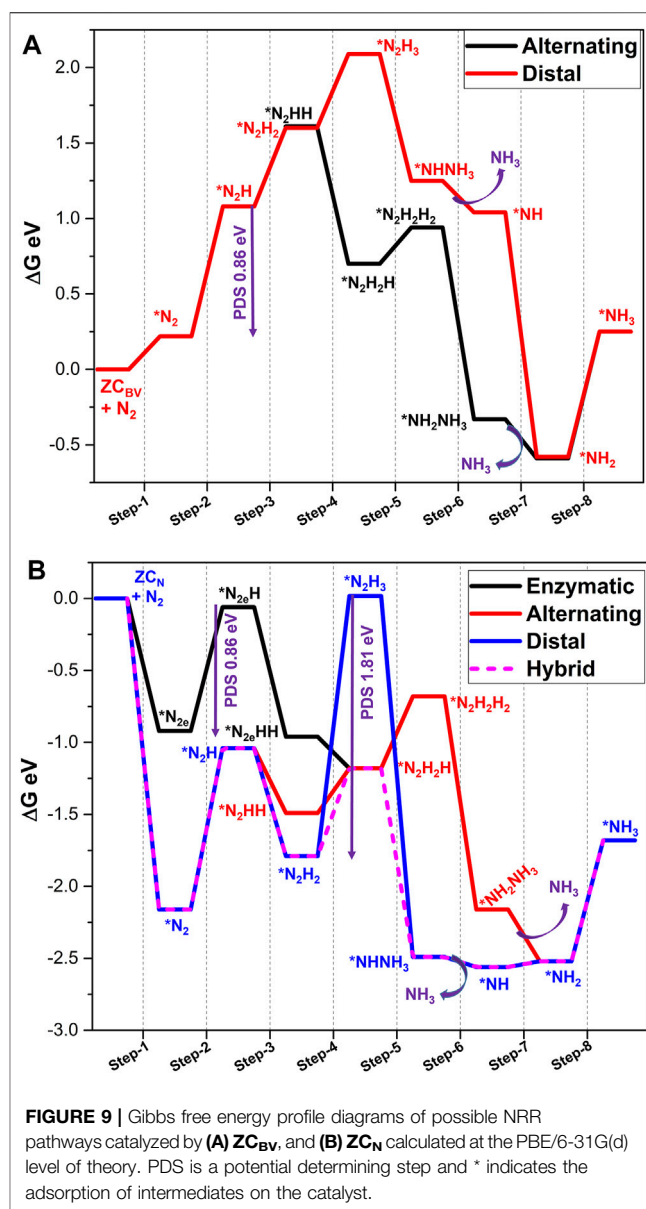 A
Alternating
Distal
ΔG eV
2.0
1.5
1.0
0.5
0.0
-0.5
ZC_BV
+ N₂
*N₂
*N₂H
*N₂H₂
*N₂HH
*N₂H₃
*N₂H₂H
*N₂H₂H₂
*NHNH₃
NH₃
*NH
*NH₂NH₃
NH₃
*NH₂
*NH₃
PDS 0.86 eV
Step-1
Step-2
Step-3
Step-4
Step-5
Step-6
Step-7
Step-8
B
Enzymatic
Alternating
Distal
Hybrid
ΔG eV
0.0
-0.5
-1.0
-1.5
-2.0
-2.5
-3.0
ZC_N
+ N₂
*N₂ₑ
*N₂
*N₂ₑH
*N₂H
*N₂ₑHH
*N₂HH
*N₂H₂
*N₂H₃
*N₂H₂H
*N₂H₂H₂
*NHNH₃
NH₃
*NH
*NH₂NH₃
NH₃
*NH₂
*NH₃
PDS 0.86 eV
PDS 1.81 eV
Step-1
Step-2
Step-3
Step-4
Step-5
Step-6
Step-7
Step-8
FIGURE 9 | Gibbs free energy profile diagrams of possible NRR
pathways catalyzed by (A) ZC_BV, and (B) ZC_N calculated at the PBE/6-31G(d)
level of theory. PDS is a potential determining step and * indicates the
adsorption of intermediates on the catalyst.